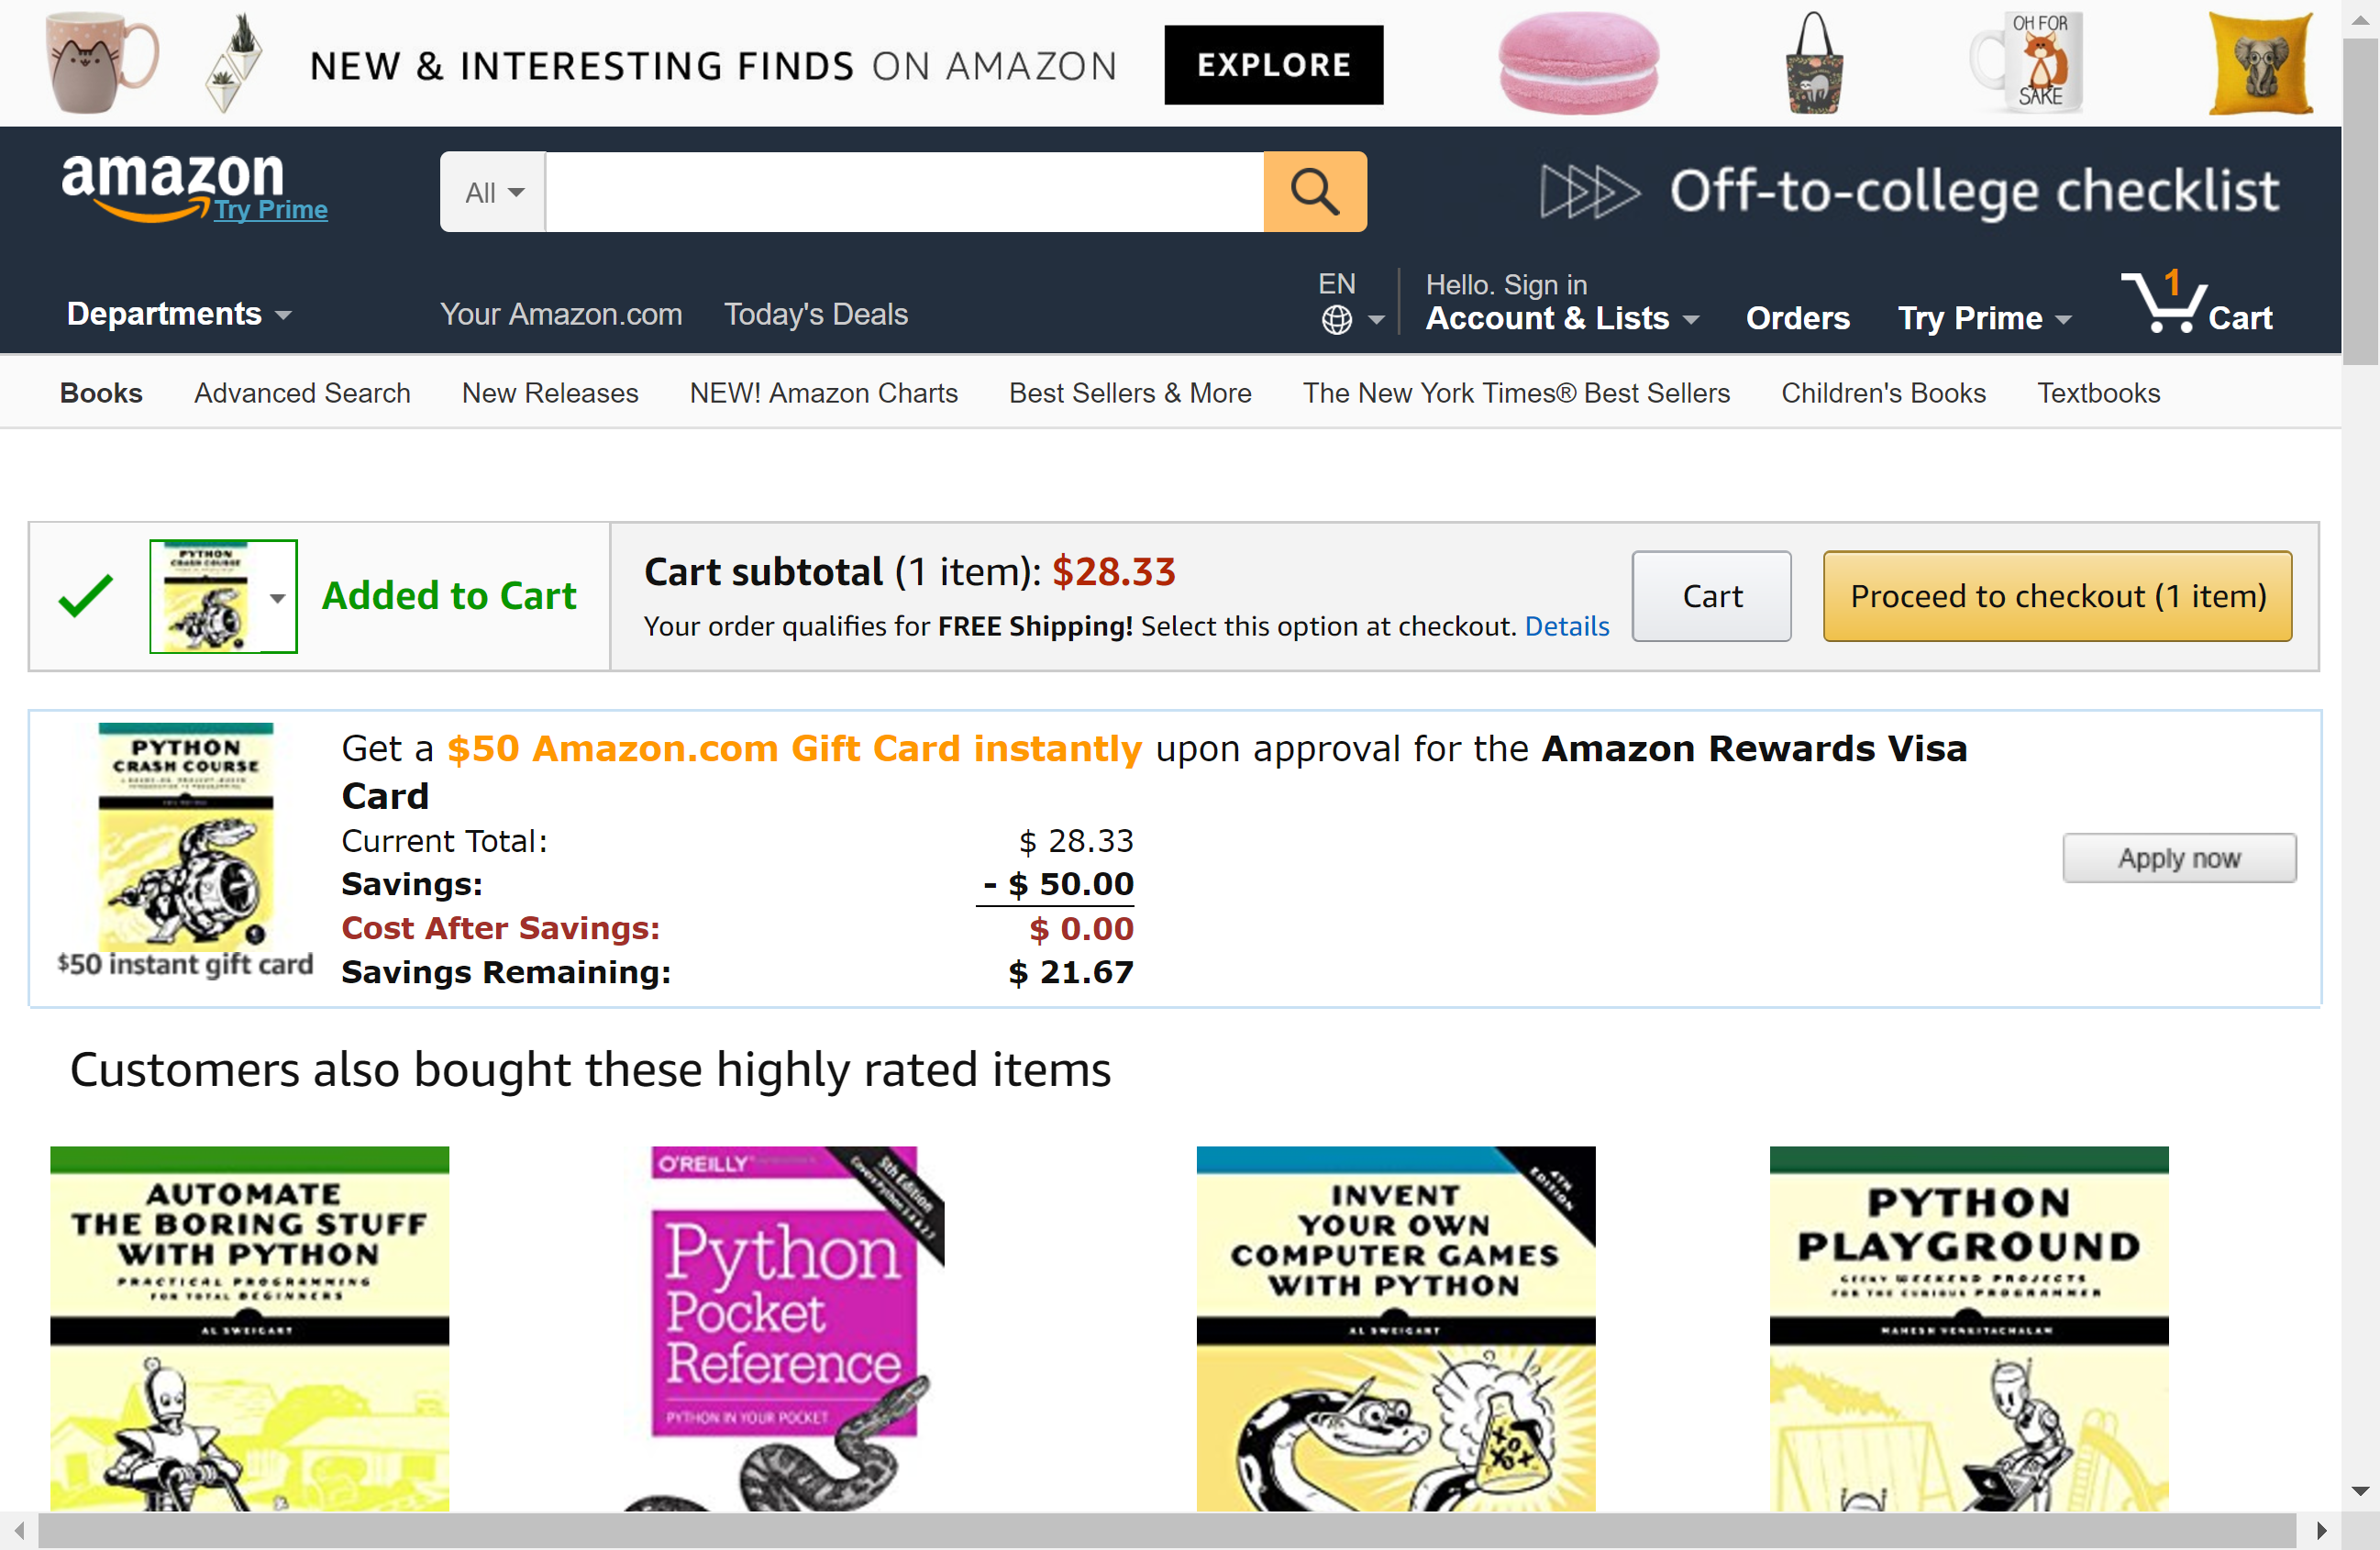 NEW & INTERESTING FINDS ON AMAZON
EXPLORE
OH FOR
SAKE
amazon
Try Prime
All
Off-to-college checklist
Departments
Your Amazon.com
Today's Deals
EN
Hello. Sign in
Account & Lists
Orders
Try Prime
1
Cart
Books
Advanced Search
New Releases
NEW! Amazon Charts
Best Sellers & More
The New York Times® Best Sellers
Children's Books
Textbooks
PYTHON
CRASH COURSE
Added to Cart
Cart subtotal (1 item): $28.33
Your order qualifies for FREE Shipping! Select this option at checkout. Details
Cart
Proceed to checkout (1 item)
PYTHON
CRASH COURSE
$50 instant gift card
Get a $50 Amazon.com Gift Card instantly upon approval for the Amazon Rewards Visa
Card
Current Total: $ 28.33
Savings: - $ 50.00
Cost After Savings: $ 0.00
Savings Remaining: $ 21.67
Apply now
Customers also bought these highly rated items
AUTOMATE
THE BORING STUFF
WITH PYTHON
PRACTICAL PROGRAMMING
FOR TOTAL BEGINNERS
AL SWEIGART
O'REILLY
5th Edition
Python
Pocket
Reference
PYTHON IN YOUR POCKET
4TH
EDITION
INVENT
YOUR OWN
COMPUTER GAMES
WITH PYTHON
AL SWEIGART
PYTHON
PLAYGROUND
GEEKY WEEKEND PROJECTS
FOR THE CURIOUS PROGRAMMER
MAHESH VENKITACHALAM